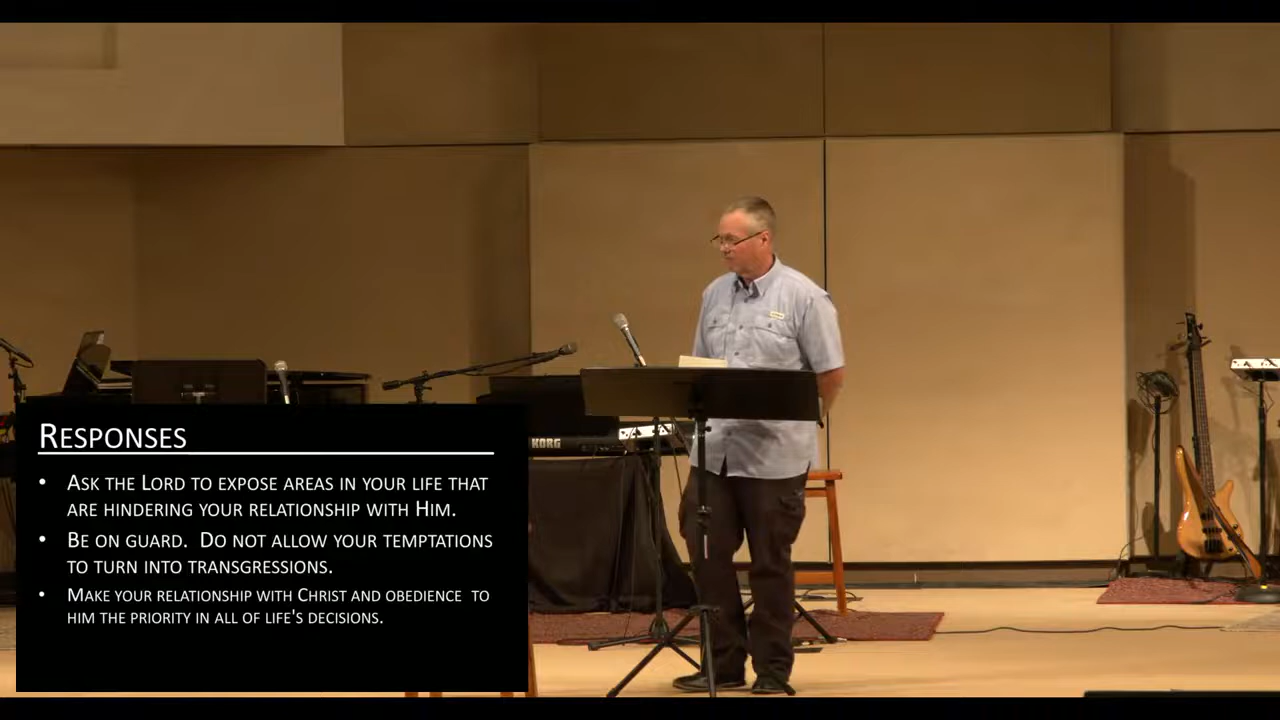 RESPONSES
• ASK THE LORD TO EXPOSE AREAS IN YOUR LIFE THAT
ARE HINDERING YOUR RELATIONSHIP WITH HIM.
• BE ON GUARD.  DO NOT ALLOW YOUR TEMPTATIONS
TO TURN INTO TRANSGRESSIONS.
• MAKE YOUR RELATIONSHIP WITH CHRIST AND OBEDIENCE  TO
HIM THE PRIORITY IN ALL OF LIFE'S DECISIONS.
KORG